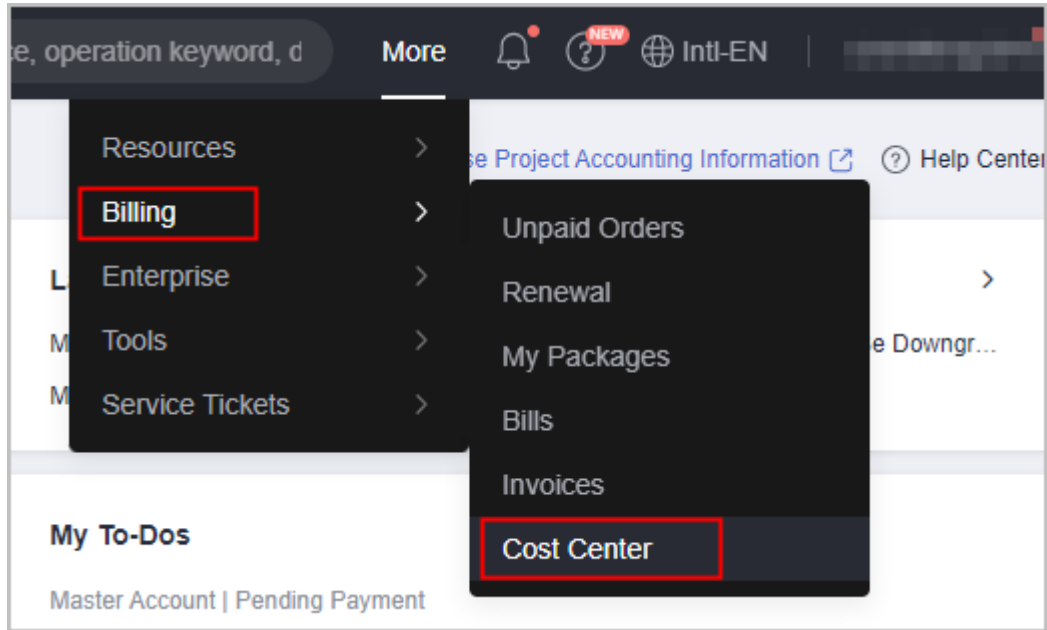 operation keyword, d
More
NEW
Intl-EN
Project Accounting Information
Help Center
Resources
Billing
Enterprise
Tools
Service Tickets
Unpaid Orders
Renewal
My Packages
Bills
Invoices
Cost Center
My To-Dos
Master Account | Pending Payment